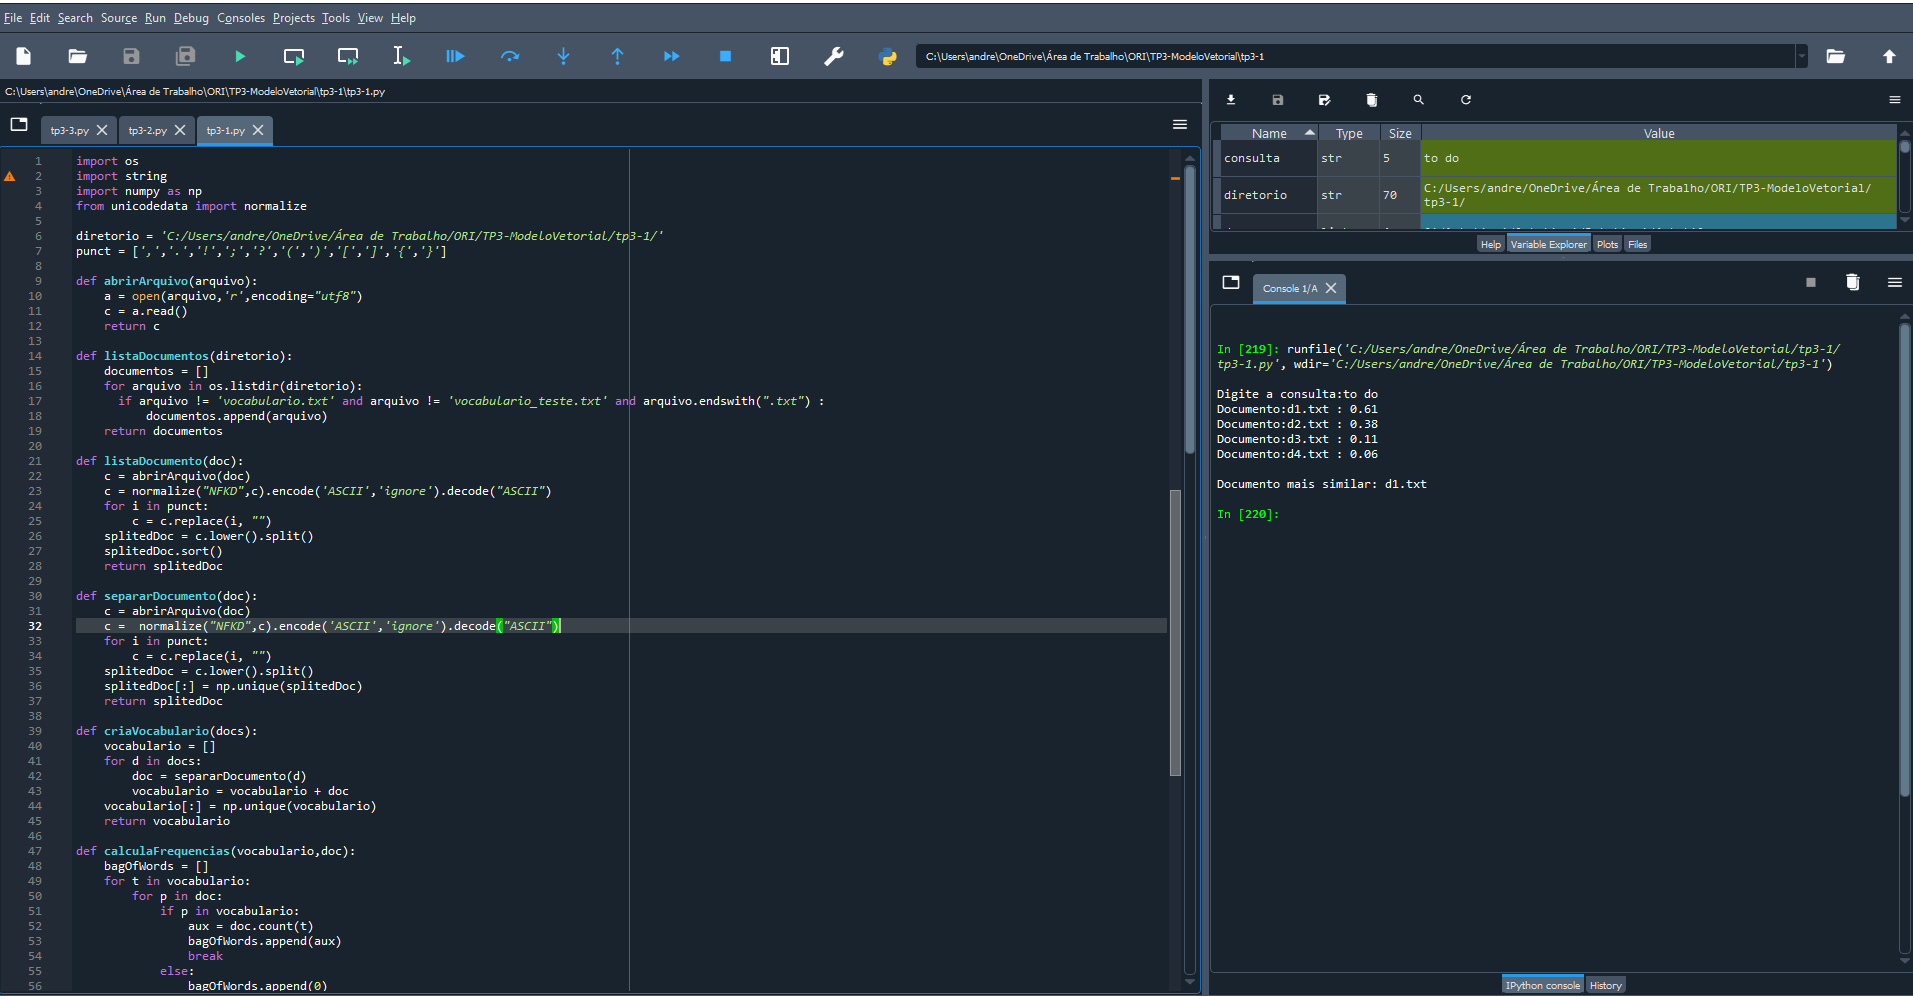 File Edit Search Source Run Debug Consoles Projects Tools View Help
C:\Users\andre\OneDrive\Área de Trabalho\ORI\TP3-ModeloVetorial\tp3-1
C:\Users\andre\OneDrive\Área de Trabalho\ORI\TP3-ModeloVetorial\tp3-1\tp3-1.py
tp3-3.py tp3-2.py tp3-1.py
1 import os
2 import string
3 import numpy as np
4 from unicodedata import normalize
5
6 diretorio = 'C:/Users/andre/OneDrive/Área de Trabalho/ORI/TP3-ModeloVetorial/tp3-1/'
7 punct = [',','.','!',';','?','(',')','[',']','{','}']
8
9 def abrirArquivo(arquivo):
10 a = open(arquivo,'r',encoding="utf8")
11 c = a.read()
12 return c
13
14 def listaDocumentos(diretorio):
15 documentos = []
16 for arquivo in os.listdir(diretorio):
17 if arquivo != 'vocabulario.txt' and arquivo != 'vocabulario_teste.txt' and arquivo.endswith(".txt") :
18 documentos.append(arquivo)
19 return documentos
20
21 def listaDocumento(doc):
22 c = abrirArquivo(doc)
23 c = normalize("NFKD",c).encode('ASCII','ignore').decode("ASCII")
24 for i in punct:
25 c = c.replace(i, "")
26 splitedDoc = c.lower().split()
27 splitedDoc.sort()
28 return splitedDoc
29
30 def separarDocumento(doc):
31 c = abrirArquivo(doc)
32 c =  normalize("NFKD",c).encode('ASCII','ignore').decode("ASCII")
33 for i in punct:
34 c = c.replace(i, "")
35 splitedDoc = c.lower().split()
36 splitedDoc[:] = np.unique(splitedDoc)
37 return splitedDoc
38
39 def criaVocabulario(docs):
40 vocabulario = []
41 for d in docs:
42 doc = separarDocumento(d)
43 vocabulario = vocabulario + doc
44 vocabulario[:] = np.unique(vocabulario)
45 return vocabulario
46
47 def calculaFrequencias(vocabulario,doc):
48 bagOfWords = []
49 for t in vocabulario:
50 for p in doc:
51 if p in vocabulario:
52 aux = doc.count(t)
53 bagOfWords.append(aux)
54 break
55 else:
56 bagOfWords.append(0)
Name Type Size Value
consulta str 5 to do
diretorio str 70 C:/Users/andre/OneDrive/Área de Trabalho/ORI/TP3-ModeloVetorial/
tp3-1/
Help Variable Explorer Plots Files
Console 1/A
In [219]: runfile('C:/Users/andre/OneDrive/Área de Trabalho/ORI/TP3-ModeloVetorial/tp3-1/
tp3-1.py', wdir='C:/Users/andre/OneDrive/Área de Trabalho/ORI/TP3-ModeloVetorial/tp3-1')
Digite a consulta:to do
Documento:d1.txt : 0.61
Documento:d2.txt : 0.38
Documento:d3.txt : 0.11
Documento:d4.txt : 0.06
Documento mais similar: d1.txt
In [220]:
IPython console History